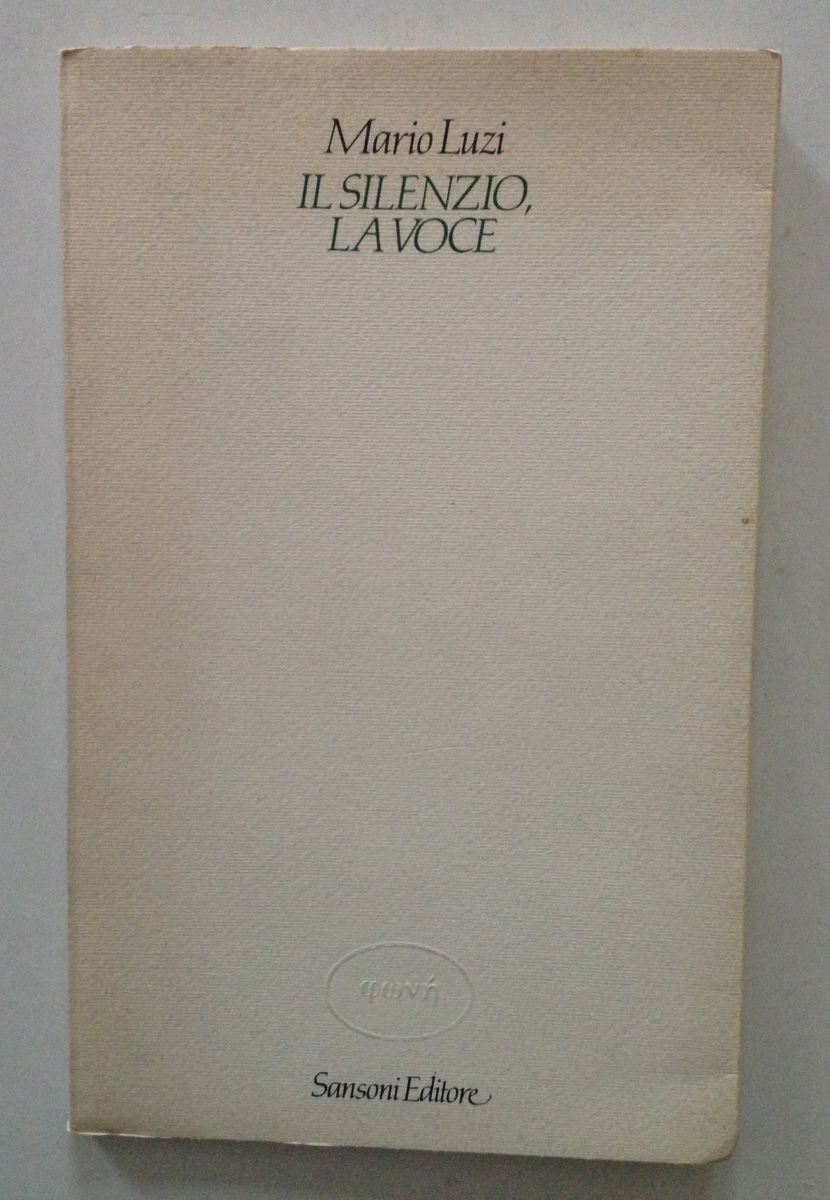 Mario Luzi
IL SILENZIO,
LA VOCE
φωνή
Sansoni Editore